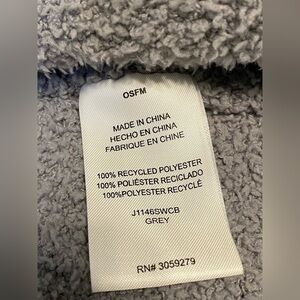 OSFM
MADE IN CHINA
HECHO EN CHINA
FABRIQUE EN CHINE
100% RECYCLED POLYESTER
100% POLIÉSTER RECICLADO
100%POLYESTER RECYCLÉ
J1146SWCB
GREY
RN# 3059279